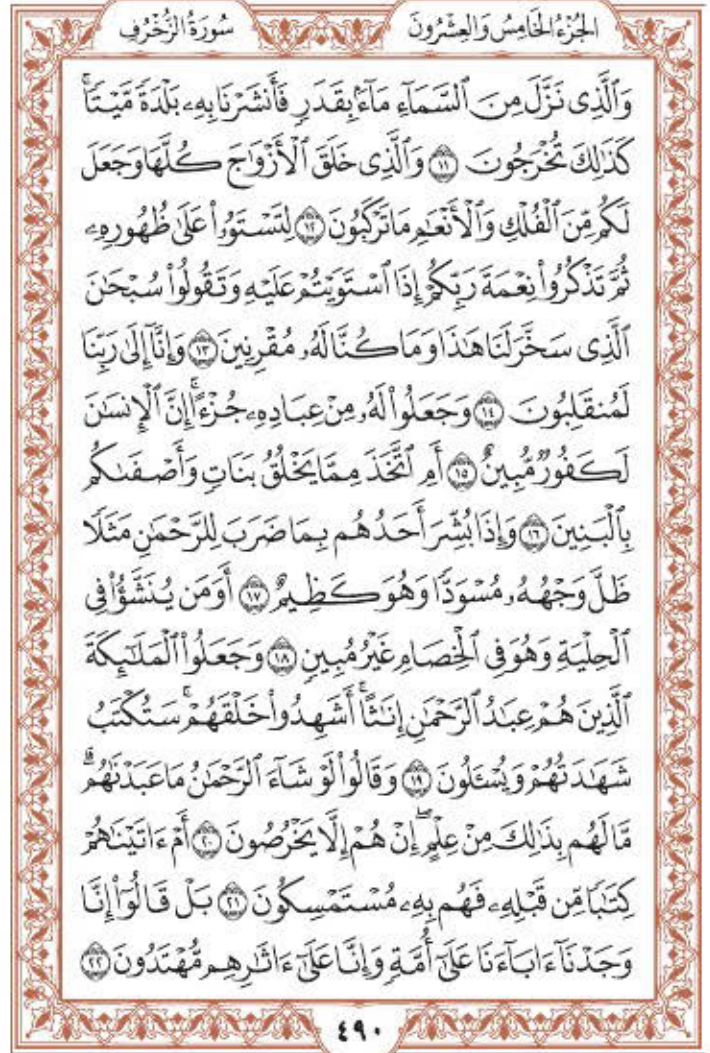 الجُزْءُ الخَامِسُ وَالعِشْرُونَ سُورَةُ الزُّخْرُفِ
وَٱلَّذِى نَزَّلَ مِنَ ٱلسَّمَآءِ مَآءًۢ بِقَدَرٍ فَأَنشَرْنَا بِهِۦ بَلْدَةً مَّيْتًاۚ
كَذَٰلِكَ تُخْرَجُونَ ١١ وَٱلَّذِى خَلَقَ ٱلْأَزْوَٰجَ كُلَّهَا وَجَعَلَ
لَكُم مِّنَ ٱلْفُلْكِ وَٱلْأَنْعَٰمِ مَا تَرْكَبُونَ ١٢ لِتَسْتَوُۥا۟ عَلَىٰ ظُهُورِهِۦ
ثُمَّ تَذْكُرُوا۟ نِعْمَةَ رَبِّكُمْ إِذَا ٱسْتَوَيْتُمْ عَلَيْهِ وَتَقُولُوا۟ سُبْحَٰنَ
ٱلَّذِى سَخَّرَ لَنَا هَٰذَا وَمَا كُنَّا لَهُۥ مُقْرِنِينَ ١٣ وَإِنَّآ إِلَىٰ رَبِّنَا
لَمُنقَلِبُونَ ١٤ وَجَعَلُوا۟ لَهُۥ مِنْ عِبَادِهِۦ جُزْءًاۚ إِنَّ ٱلْإِنسَٰنَ
لَكَفُورٌ مُّبِينٌ ١٥ أَمِ ٱتَّخَذَ مِمَّا يَخْلُقُ بَنَاتٍ وَأَصْفَىٰكُم
بِٱلْبَنِينَ ١٦ وَإِذَا بُشِّرَ أَحَدُهُم بِمَا ضَرَبَ لِلرَّحْمَٰنِ مَثَلًا
ظَلَّ وَجْهُهُۥ مُسْوَدًّا وَهُوَ كَظِيمٌ ١٧ أَوَمَن يُنَشَّؤُا۟ فِى
ٱلْحِلْيَةِ وَهُوَ فِى ٱلْخِصَامِ غَيْرُ مُبِينٍ ١٨ وَجَعَلُوا۟ ٱلْمَلَٰٓئِكَةَ
ٱلَّذِينَ هُمْ عِبَٰدُ ٱلرَّحْمَٰنِ إِنَٰثًاۚ أَشَهِدُوا۟ خَلْقَهُمْۚ سَتُكْتَبُ
شَهَٰدَتُهُمْ وَيُسْـَٔلُونَ ١٩ وَقَالُوا۟ لَوْ شَآءَ ٱلرَّحْمَٰنُ مَا عَبَدْنَٰهُمۗ
مَّا لَهُم بِذَٰلِكَ مِنْ عِلْمٍۖ إِنْ هُمْ إِلَّا يَخْرُصُونَ ٢٠ أَمْ ءَاتَيْنَٰهُمْ
كِتَٰبًا مِّن قَبْلِهِۦ فَهُم بِهِۦ مُسْتَمْسِكُونَ ٢١ بَلْ قَالُوٓا۟ إِنَّا
وَجَدْنَآ ءَابَآءَنَا عَلَىٰٓ أُمَّةٍ وَإِنَّا عَلَىٰٓ ءَاثَٰرِهِم مُّهْتَدُونَ ٢٢
٤٩٠